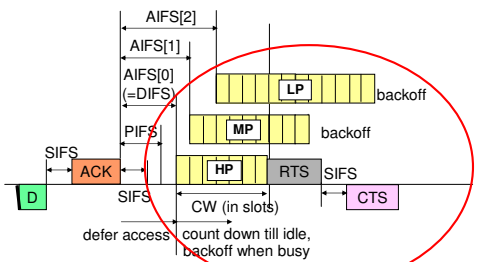 AIFS[2]
AIFS[1]
AIFS[0]
(=DIFS)
LP
backoff
PIFS
MP
backoff
SIFS
ACK
HP
RTS
SIFS
D
SIFS
CW (in slots)
CTS
defer access
count down till idle,
backoff when busy